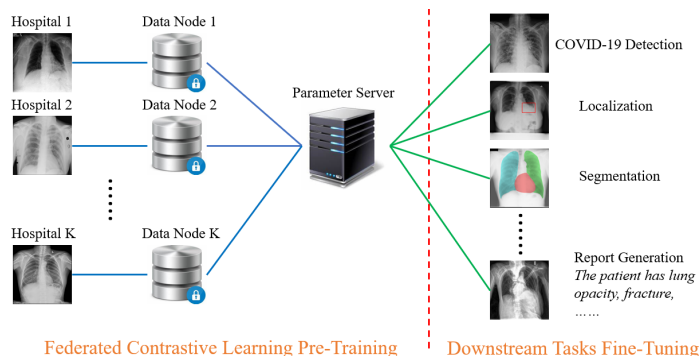 Hospital 1
Data Node 1
Hospital 2
Data Node 2
Hospital K
Data Node K
Parameter Server
COVID-19 Detection
Localization
Segmentation
Report Generation
The patient has lung
opacity, fracture,
……
Federated Contrastive Learning Pre-Training
Downstream Tasks Fine-Tuning